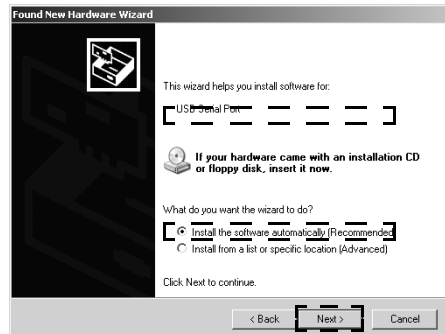 Found New Hardware Wizard
This wizard helps you install software for:
USB Serial Port
If your hardware came with an installation CD
or floppy disk, insert it now.
What do you want the wizard to do?
Install the software automatically (Recommended
Install from a list or specific location (Advanced)
Click Next to continue.
< Back
Next >
Cancel